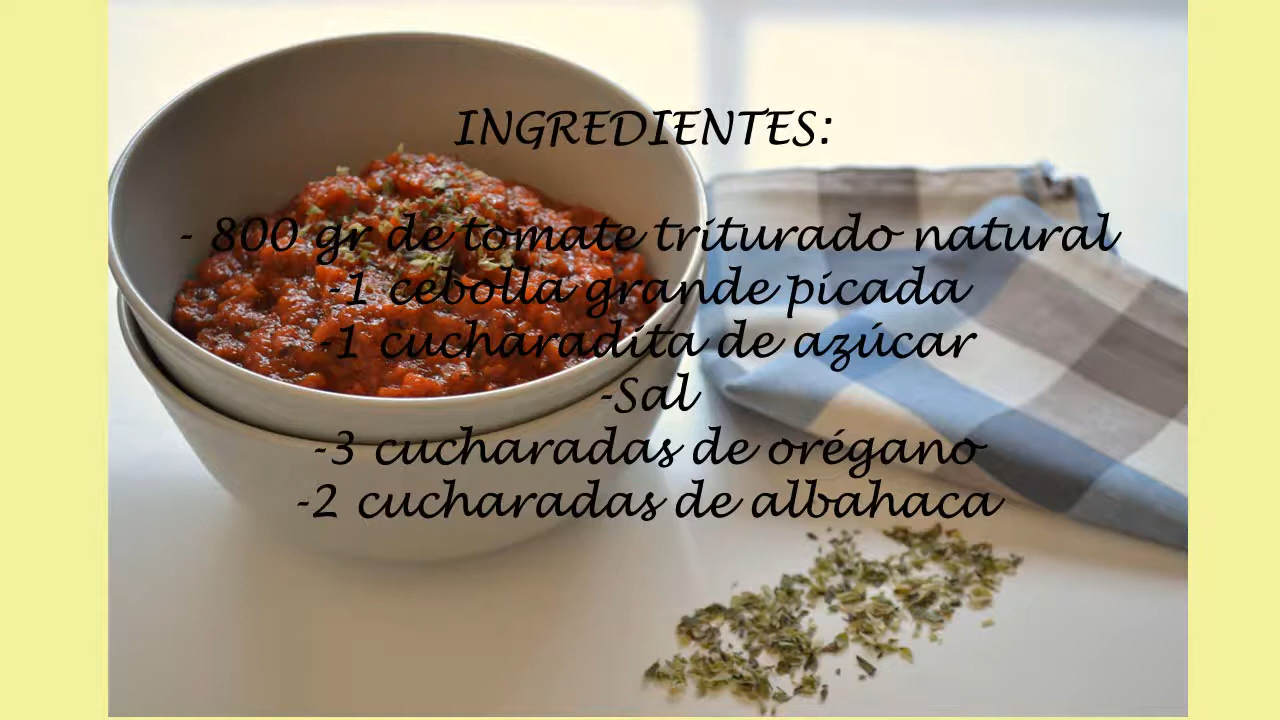 INGREDIENTES:
- 800 gr de tomate triturado natural
-1 cebolla grande picada
-1 cucharadita de azúcar
-Sal
-3 cucharadas de orégano
-2 cucharadas de albahaca